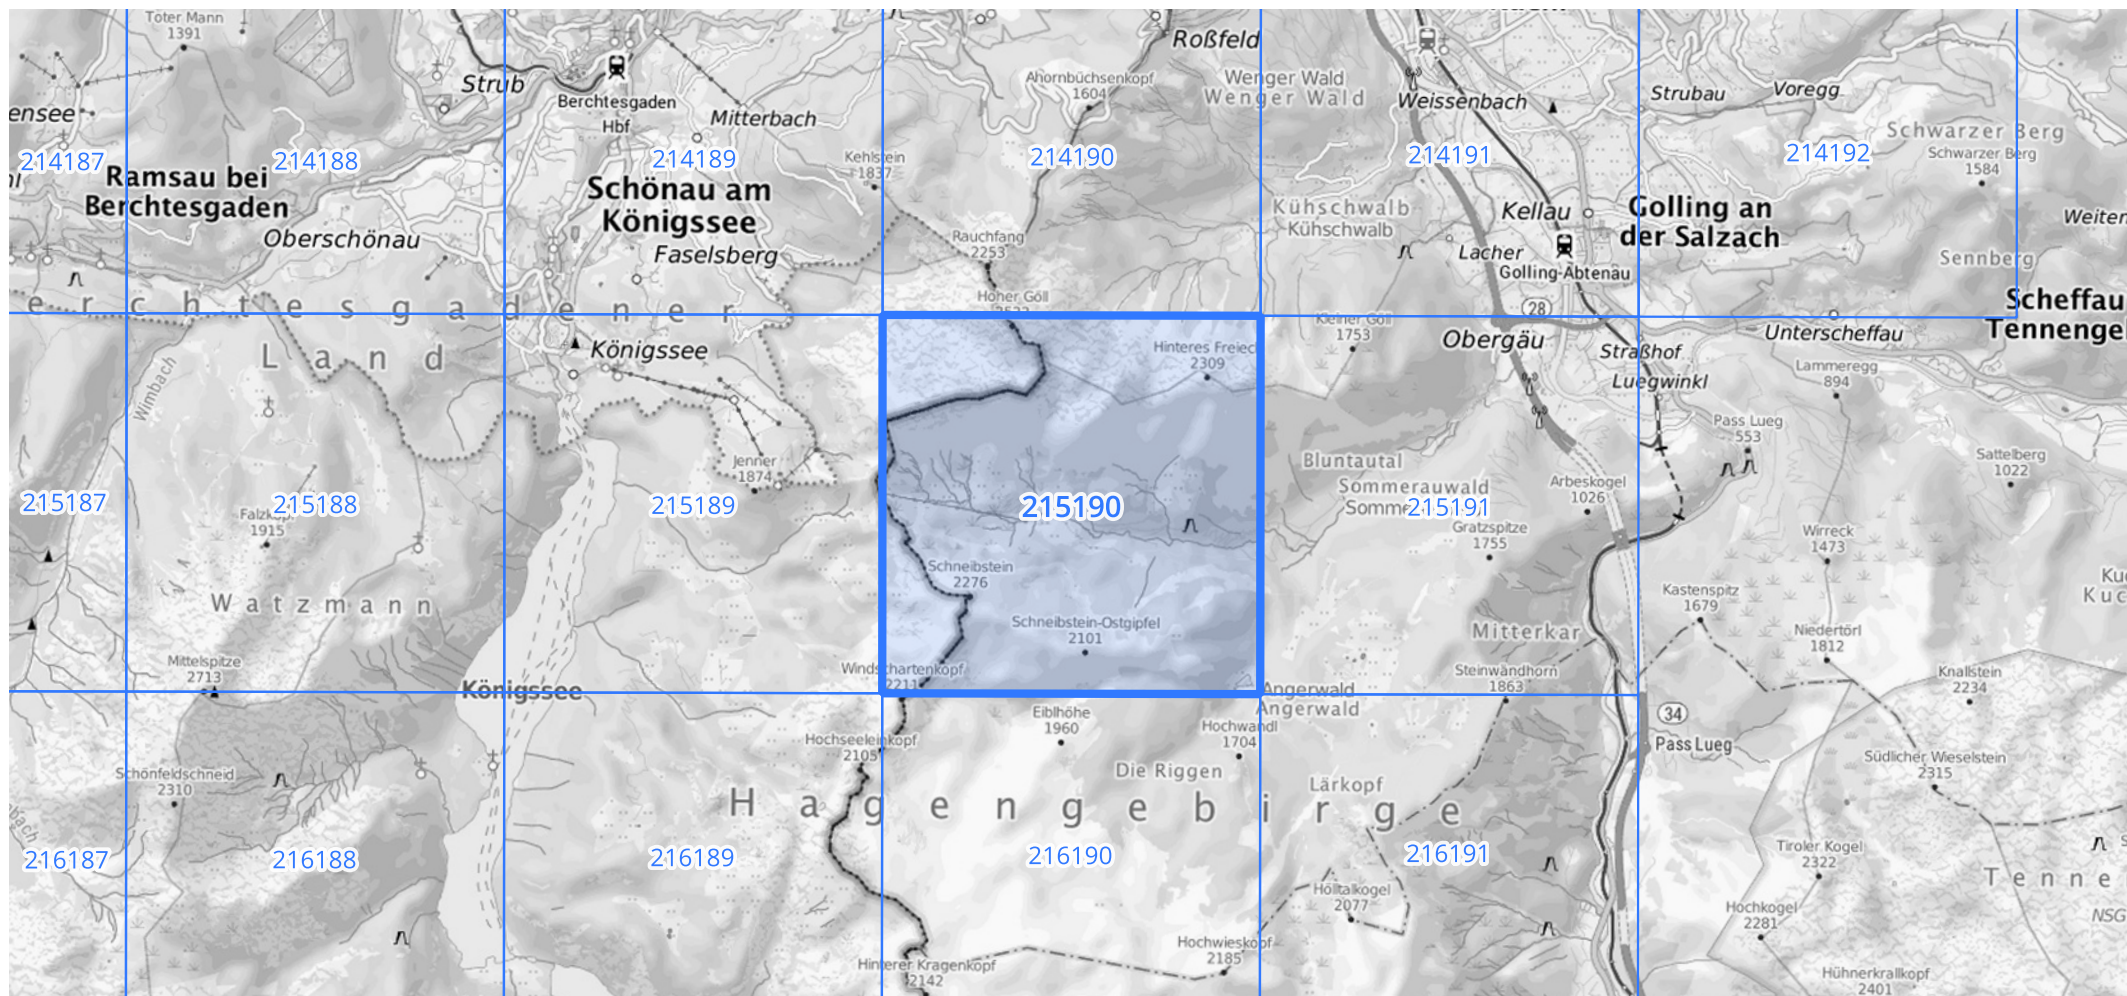 Toter Mann
1391
Strub
Berchtesgaden
Hbf
Mitterbach
Roßfeld
Ahornbüchsenkopf
1604
Wenger Wald
Wenger Wald
Weissenbach
Strubau
Voregg
Schwarzer Berg
Schwarzer Berg
1584
ensee
214187
214188
214189
214190
214191
214192
Kehlstein
1837
Ramsau bei
Berchtesgaden
Schönau am
Königssee
Oberschönau
Faselsberg
Rauchfang
2253
Kühschwalb
Kühschwalb
Kellau
Lacher
Golling-Abtenau
Golling an
der Salzach
Weiten
Sennberg
Scheffau
Tennenge
erchtesgadener
Land
Hoher Göll
28
Kleiner Göll
1753
Obergäu
Straßhof
Luegwinkl
Unterscheffau
Lammeregg
894
Königssee
Wimbach
Hinteres Freieck
2309
Pass Lueg
553
Sattelberg
1022
Jenner
1874
Bluntautal
Sommerauwald
Somme
Arbeskogel
1026
Gratzspitze
1755
215187
215188
215189
215190
215191
Falzkopf
1915
Wirreck
1473
Schneibstein
2276
Watzmann
Schneibstein-Ostgipfel
2101
Mitterkar
Kastenspitz
1679
Niedertörl
1812
Ku
Kuc
Mittelspitze
2713
Windschartenkopf
2211
Steinwändhorn
1863
Knallstein
2234
Königssee
Angerwald
Angerwald
Eiblhöhe
1960
Hochwandl
1704
34
Pass Lueg
Hochseeleinkopf
2105
Die Riggen
Südlicher Wieselstein
2315
Schönfeldschneid
2310
Lärkopf
Hagengebirge
bach
216187
216188
216189
216190
216191
Tiroler Kogel
2322
Tenne
Hölltalkogel
2077
Hochkogel
2281
NSG
Hochwieskopf
2185
Hinterer Kragenkopf
2142
Hühnerkrallkopf
2401